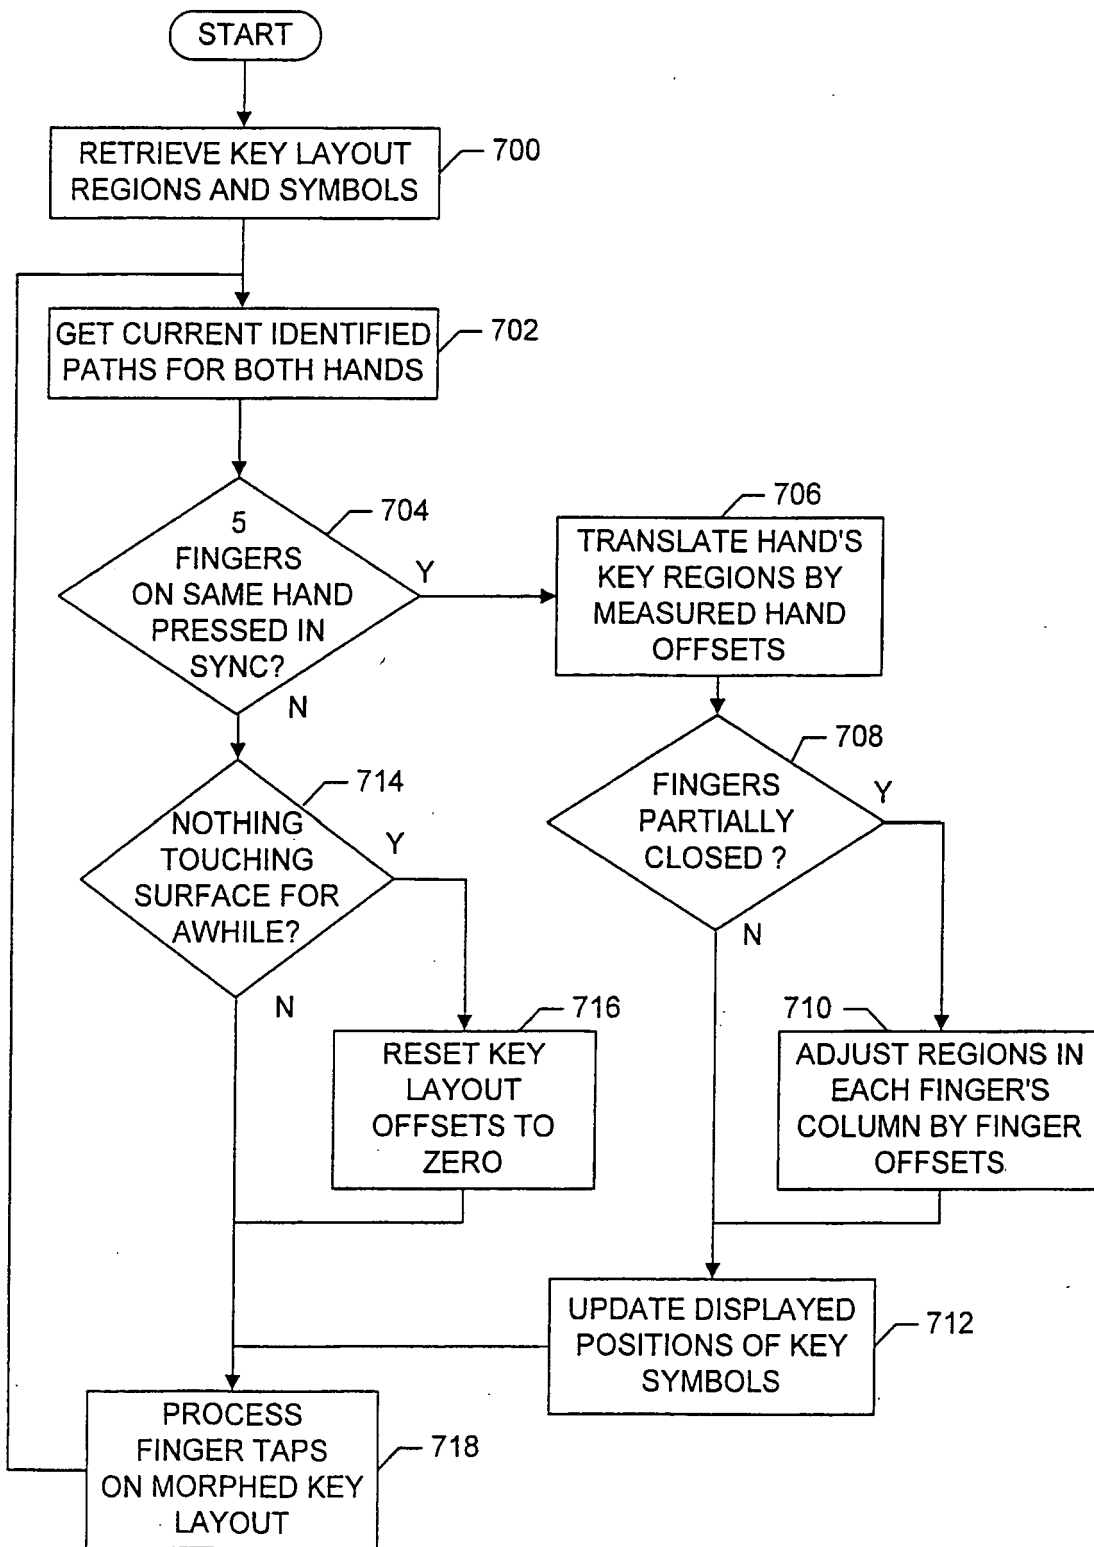 START
RETRIEVE KEY LAYOUT
REGIONS AND SYMBOLS
700
GET CURRENT IDENTIFIED
PATHS FOR BOTH HANDS
702
5
FINGERS
ON SAME HAND
PRESSED IN
SYNC?
704
Y
N
706
TRANSLATE HAND'S
KEY REGIONS BY
MEASURED HAND
OFFSETS
708
FINGERS
PARTIALLY
CLOSED ?
Y
N
714
NOTHING
TOUCHING
SURFACE FOR
AWHILE?
Y
N
716
RESET KEY
LAYOUT
OFFSETS TO
ZERO
710
ADJUST REGIONS IN
EACH FINGER'S
COLUMN BY FINGER
OFFSETS
UPDATE DISPLAYED
POSITIONS OF KEY
SYMBOLS
712
PROCESS
FINGER TAPS
ON MORPHED KEY
LAYOUT
718